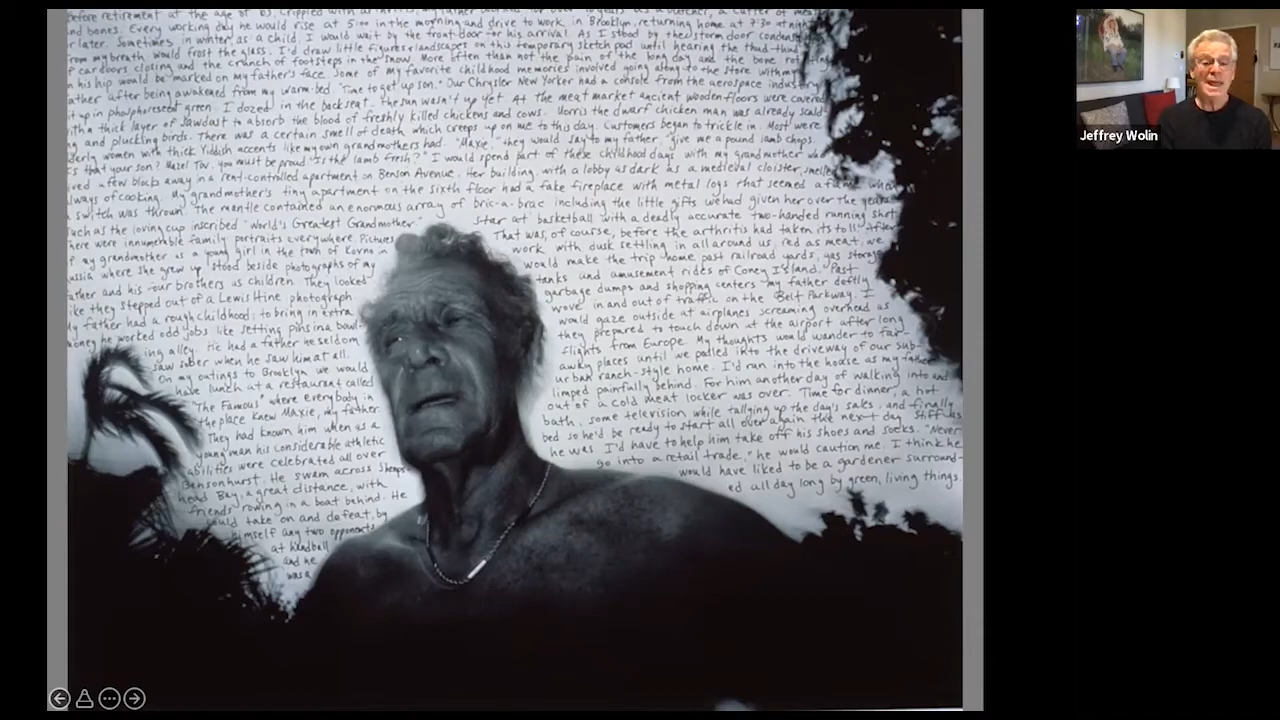 before retirement at the age of 63. Crippled with arthritis, my father worked for over 40 years as a butcher, a cutter of meat
and bones. Every working day he would rise at 5:00 in the morning and drive to work in Brooklyn, returning home at 7:30 at night
or later. Sometimes, in winter, as a child, I would wait by the front door for his arrival. As I stood by the storm door conden
from my breath would frost the glass. I'd draw little figures & landscapes on this temporary sketch pad until hearing the thud-thud
of car doors closing and the crunch of footsteps in the snow. More often than not the pain of the long day and the bone rotting
in his hip would be marked on my father's face. Some of my favorite childhood memories involved going about to the store with my
father after being awakened from my warm bed. "Time to get up son." Our Chrysler New Yorker had a console from the aerospace industry
lit up in phosphorescent green. I dozed in the back seat. The sun wasn't up yet. At the meat market ancient wooden floors were covered
with a thick layer of sawdust to absorb the blood of freshly killed chickens and cows. Morris the dwarf chicken man was already scald
ing and plucking birds. There was a certain smell of death which creeps up on me to this day. Customers began to trickle in. Most were
elderly women with thick Yiddish accents like my own grandmothers had. "Maxie," they would say to my father, "give me a pound lamb chops.
Is that your son? Mazel Tov, you must be proud." "Is the lamb fresh?" I would spend part of these childhood days with my grandmother who
lived a few blocks away in a rent-controlled apartment on Benson Avenue. Her building, with a lobby as dark as a medieval cloister, smelled
always of cooking. My grandmother's tiny apartment on the sixth floor had a fake fireplace with metal logs that seemed aflame when
a switch was thrown. The mantle contained an enormous array of bric-a-brac including the little gifts we had given her over the years
such as the loving cup inscribed "World's Greatest Grandmother."
There were innumerable family portraits everywhere. Pictures
of my grandmother as a young girl in the town of Kovno in
Russia where she grew up stood beside photographs of my
father and his four brothers as children. They looked
like they stepped out of a Lewis Hine photograph
My father had a rough childhood; to bring in extra
money he worked odd jobs like setting pins in a bowl-
ing alley. He had a father he seldom
saw sober when he saw him at all.
On my outings to Brooklyn we would
have lunch at a restaurant called
"The Famous" where everybody in
the place knew Maxie, my father.
They had known him when as a
young man his considerable athletic
abilities were celebrated all over
Bensonhurst. He swam across Sheeps-
head Bay, a great distance, with
friends rowing in a boat behind. He
could take on and defeat, by
himself any two opponents
at handball
and he
was a
star at basketball with a deadly accurate two-handed running shot
That was, of course, before the arthritis had taken its toll. After
work, with dusk settling in all around us, red as meat, we
would make the trip home past railroad yards, gas storage
tanks and amusement rides of Coney Island. Past
garbage dumps and shopping centers my father deftly
wove in and out of traffic on the Belt Parkway. I
would gaze outside at airplanes screaming overhead as
they prepared to touch down at the airport after long
flights from Europe. My thoughts would wander to far-
away places until we pulled into the driveway of our sub-
urban ranch-style home. I'd run into the house as my father
limped painfully behind. For him another day of walking into and
out of a cold meat locker was over. Time for dinner, a hot
bath, some television while tallying up the day's sales, and finally
bed so he'd be ready to start all over again the next day. Stiff as
he was I'd have to help him take off his shoes and socks. "Never
go into a retail trade," he would caution me. I think he
would have liked to be a gardener surround-
ed all day long by green, living things.
Jeffrey Wolin